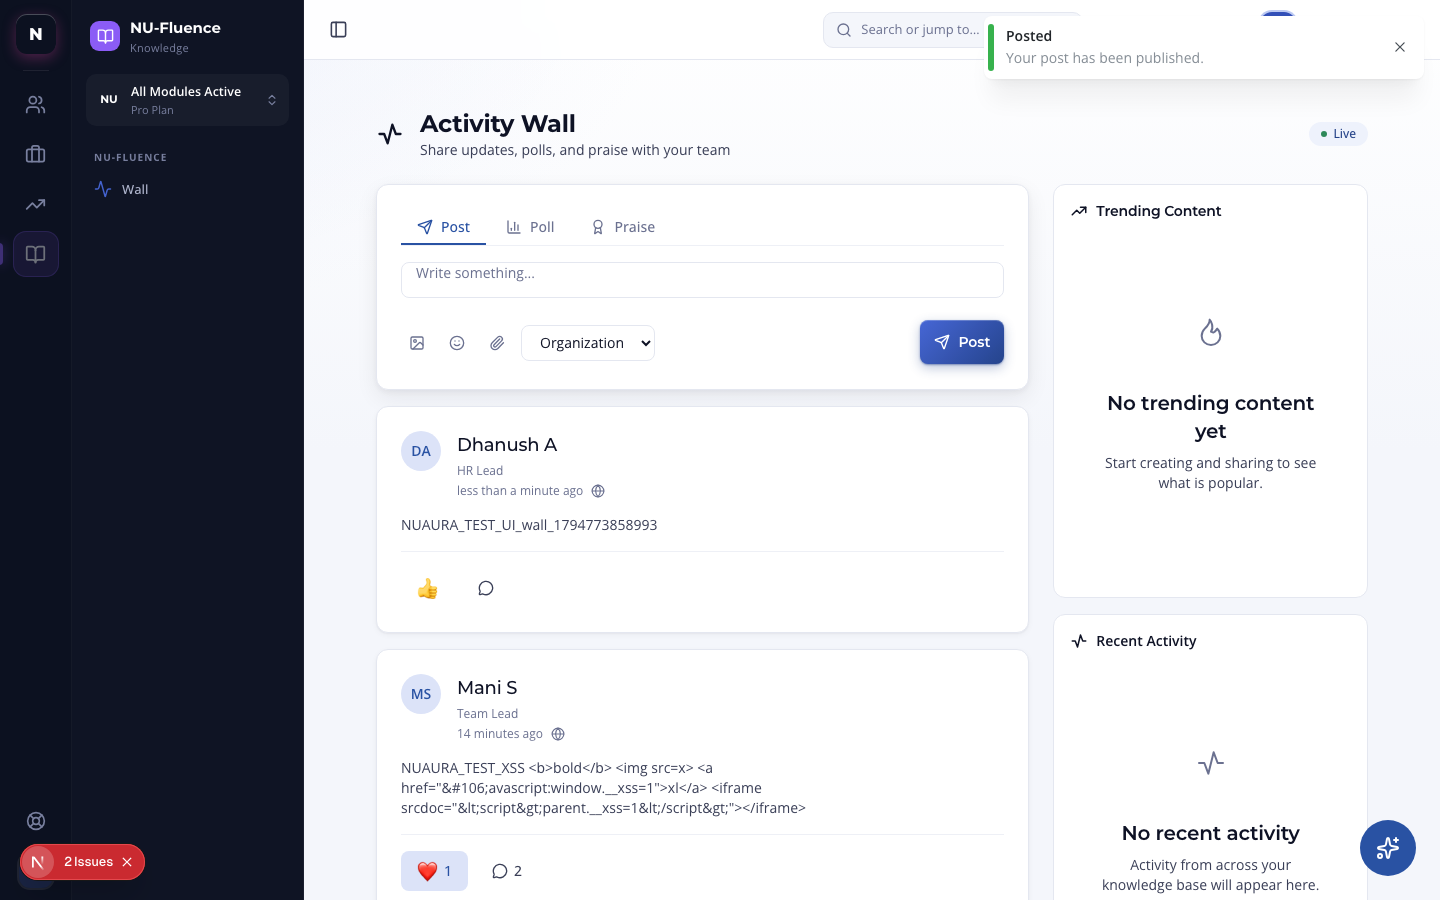 N
NU-Fluence
Knowledge
NU
All Modules Active
Pro Plan
NU-FLUENCE
Wall
N
2 Issues
Search or jump to...
Posted
Your post has been published.
Activity Wall
Share updates, polls, and praise with your team
Live
Post
Poll
Praise
Write something...
Organization
Post
DA
Dhanush A
HR Lead
less than a minute ago
NUAURA_TEST_UI_wall_1794773858993
MS
Mani S
Team Lead
14 minutes ago
NUAURA_TEST_XSS <b>bold</b> <img src=x> <a
href="&#106;avascript:window.__xss=1">xl</a> <iframe
srcdoc="&lt;script&gt;parent.__xss=1&lt;/script&gt;"></iframe>
1
2
Trending Content
No trending content
yet
Start creating and sharing to see
what is popular.
Recent Activity
No recent activity
Activity from across your
knowledge base will appear here.